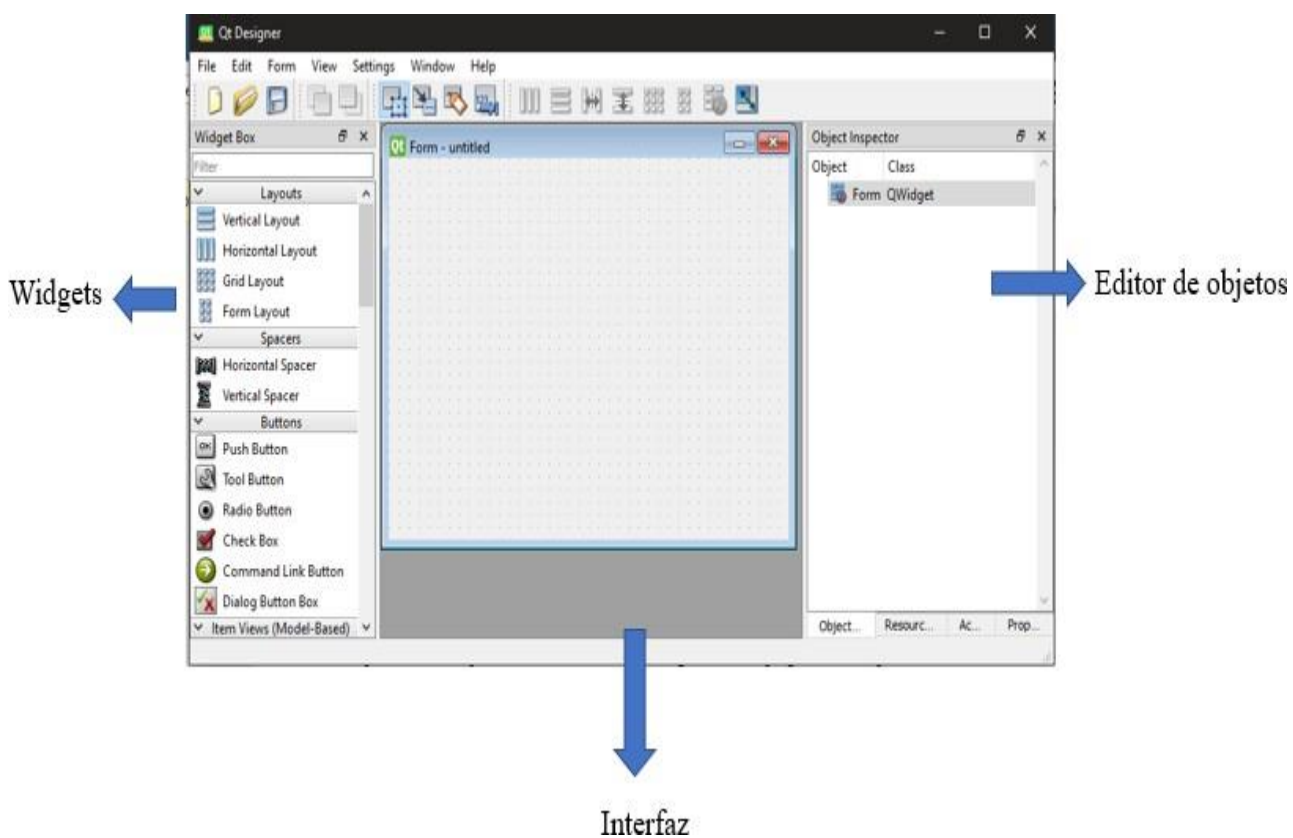 Qt Designer
File Edit Form View Settings Window Help
Widget Box
Filter
Layouts
Vertical Layout
Horizontal Layout
Grid Layout
Form Layout
Spacers
Horizontal Spacer
Vertical Spacer
Buttons
Push Button
Tool Button
Radio Button
Check Box
Command Link Button
Dialog Button Box
Item Views (Model-Based)
Qt Form - untitled
Object Inspector
Object Class
Form QWidget
Object... Resourc... Ac... Prop...
Widgets
Editor de objetos
Interfaz